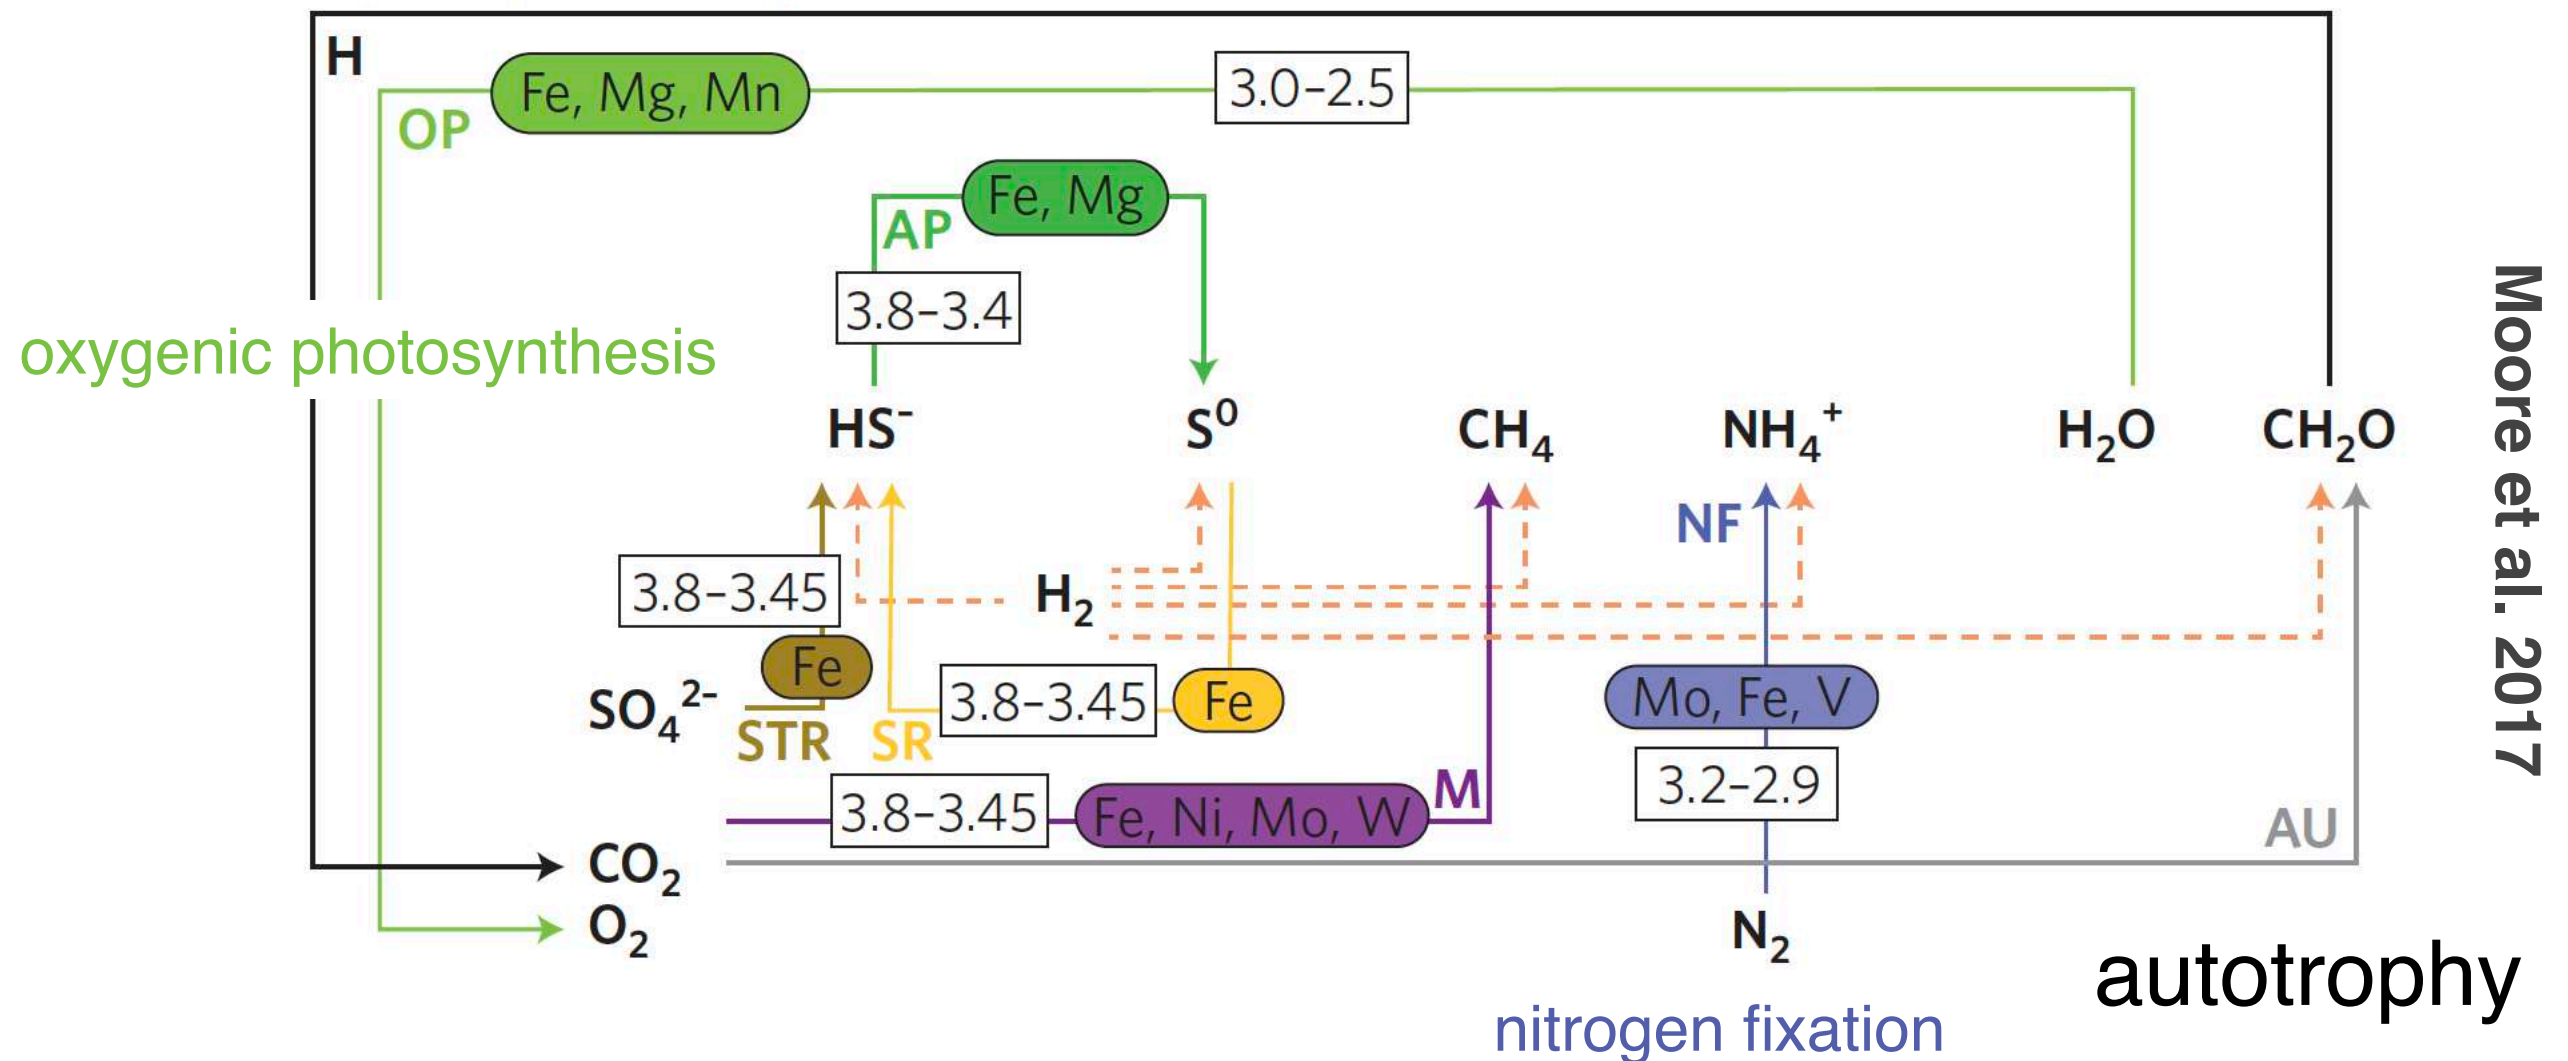 H
Fe, Mg, Mn
3.0–2.5
OP
Fe, Mg
AP
3.8–3.4
oxygenic photosynthesis
HS⁻
S⁰
CH₄
NH₄⁺
H₂O
CH₂O
NF
3.8–3.45
H₂
Fe
SO₄²⁻
STR
SR
3.8–3.45
Fe
Mo, Fe, V
3.8–3.45
Fe, Ni, Mo, W
M
3.2–2.9
AU
CO₂
O₂
N₂
autotrophy
nitrogen fixation
Moore et al. 2017